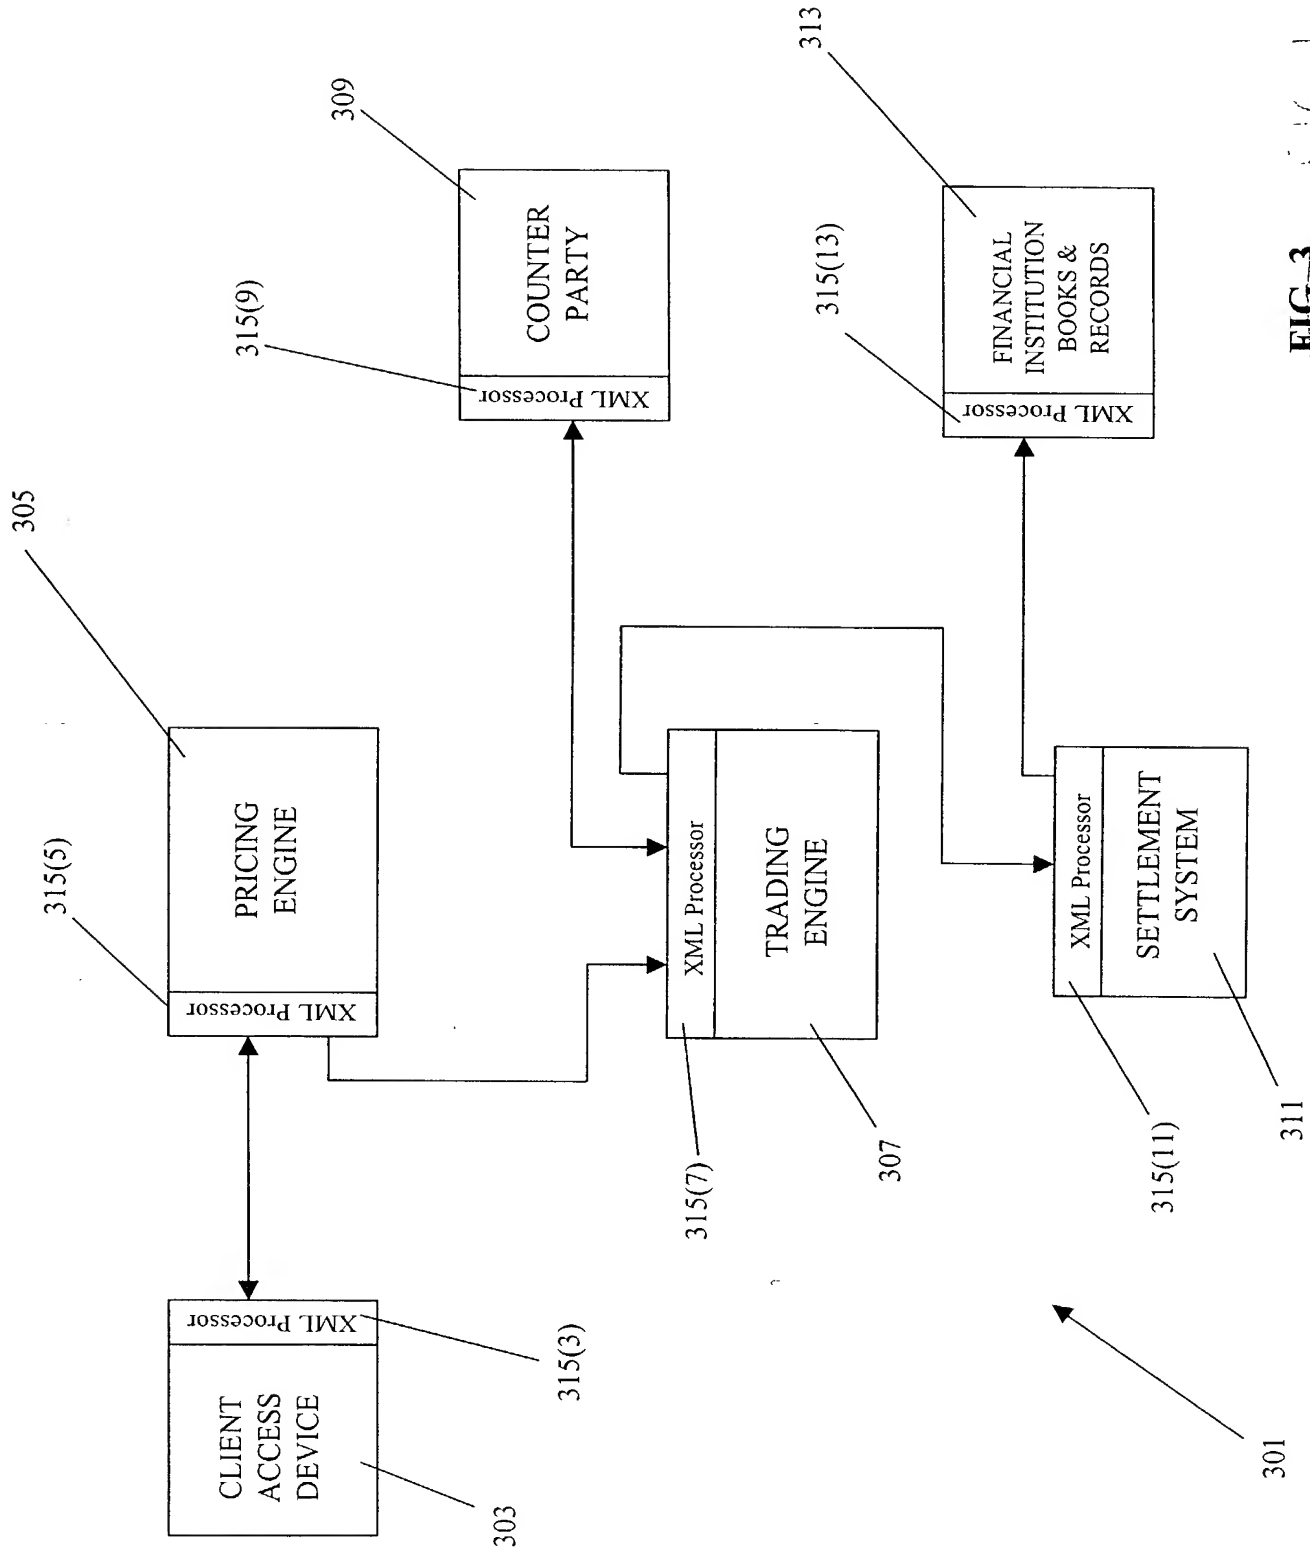 315(5)
305
PRICING
ENGINE
XML Processor
CLIENT
ACCESS
DEVICE
XML Processor
303
315(3)
315(9)
309
COUNTER
PARTY
XML Processor
XML Processor
TRADING
ENGINE
315(7)
307
315(13)
313
FINANCIAL
INSTITUTION
BOOKS &
RECORDS
XML Processor
XML Processor
SETTLEMENT
SYSTEM
315(11)
311
301
FIG 3